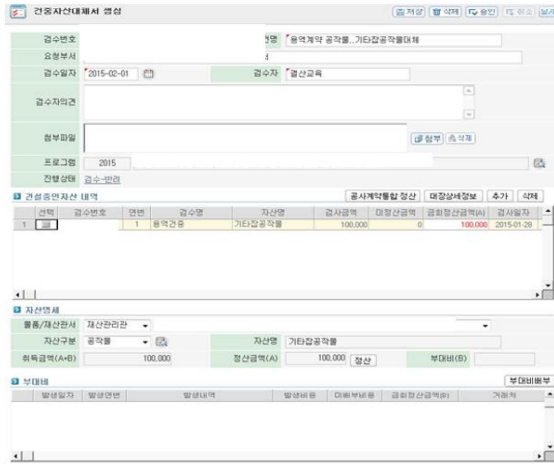 간중자산대체서 생성
저장 삭제 승인 취소
검수번호 건명 용역계약 공작물..기타잡공작물대체
요청부서
검수일자 2015-02-01 검수자 결산교육
검수자의견
첨부파일 첨부 삭제
프로그램 2015
진행상태 검수-반려
건설중인자산 내역 공사계약통합 정산 대장상세정보 추가 삭제
선택 검수번호 연번 검수명 자산명 검사금액 미정산금액 금회정산금액(A) 검사일자
1 1 용역건중 기타잡공작물 100,000 0 100,000 2015-01-28
자산명세
물품/재산관서 재산관리관
자산구분 공작물 자산명 기타잡공작물
취득금액(A+B) 100,000 정산금액(A) 100,000 정산 부대비(B)
부대비 부대비배부
발생일자 발생연번 발생내역 발생비용 미배부비용 금회정산금액(B) 거래처